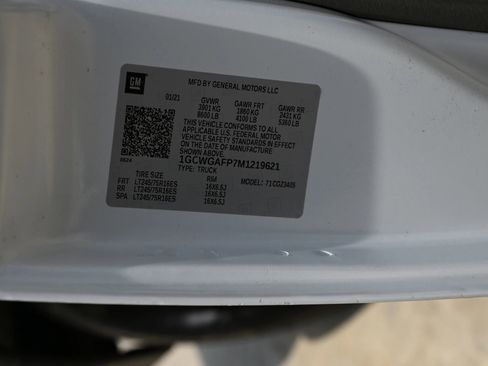 GM
MFD BY GENERAL MOTORS LLC
01/21
GVWR GAWR FRT GAWR RR
3901 KG 1860 KG 2431 KG
8600 LB 4100 LB 5360 LB
THIS VEHICLE CONFORMS TO ALL
APPLICABLE U.S. FEDERAL MOTOR
VEHICLE SAFETY STANDARDS IN EFFECT
ON THE DATE OF MANUFACTURE
SHOWN ABOVE.
1GCWGAFP7M1219621
TYPE: TRUCK MODEL:
TIRE SIZE RIM
FRT LT245/75R16ES 16X6.5J
RR LT245/75R16ES 16X6.5J
SPA LT245/75R16ES 16X6.5J